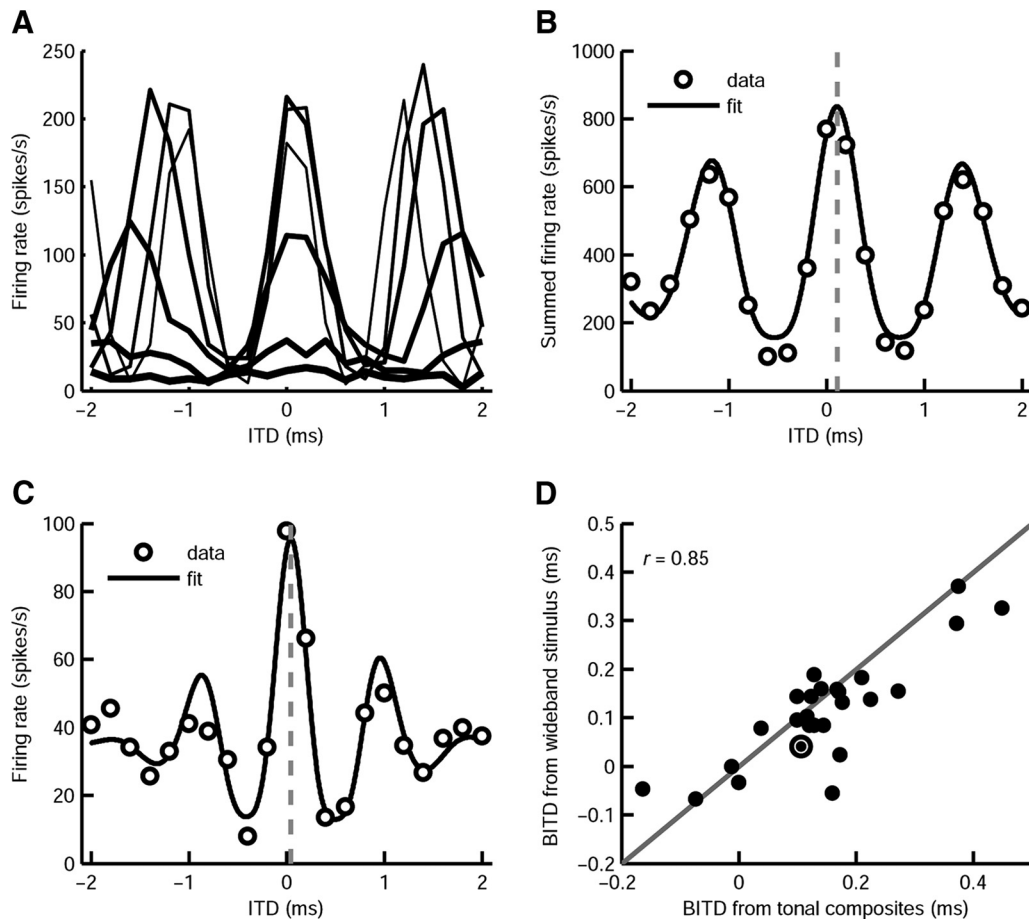 A
250
200
150
100
50
0
Firing rate (spikes/s)
−2
−1
0
1
2
ITD (ms)
B
1000
800
600
400
200
0
Summed firing rate (spikes/s)
data
fit
−2
−1
0
1
2
ITD (ms)
C
100
80
60
40
20
0
Firing rate (spikes/s)
data
fit
−2
−1
0
1
2
ITD (ms)
D
0.5
0.4
0.3
0.2
0.1
0
−0.1
−0.2
BITD from wideband stimulus (ms)
r = 0.85
−0.2
0
0.2
0.4
BITD from tonal composites (ms)